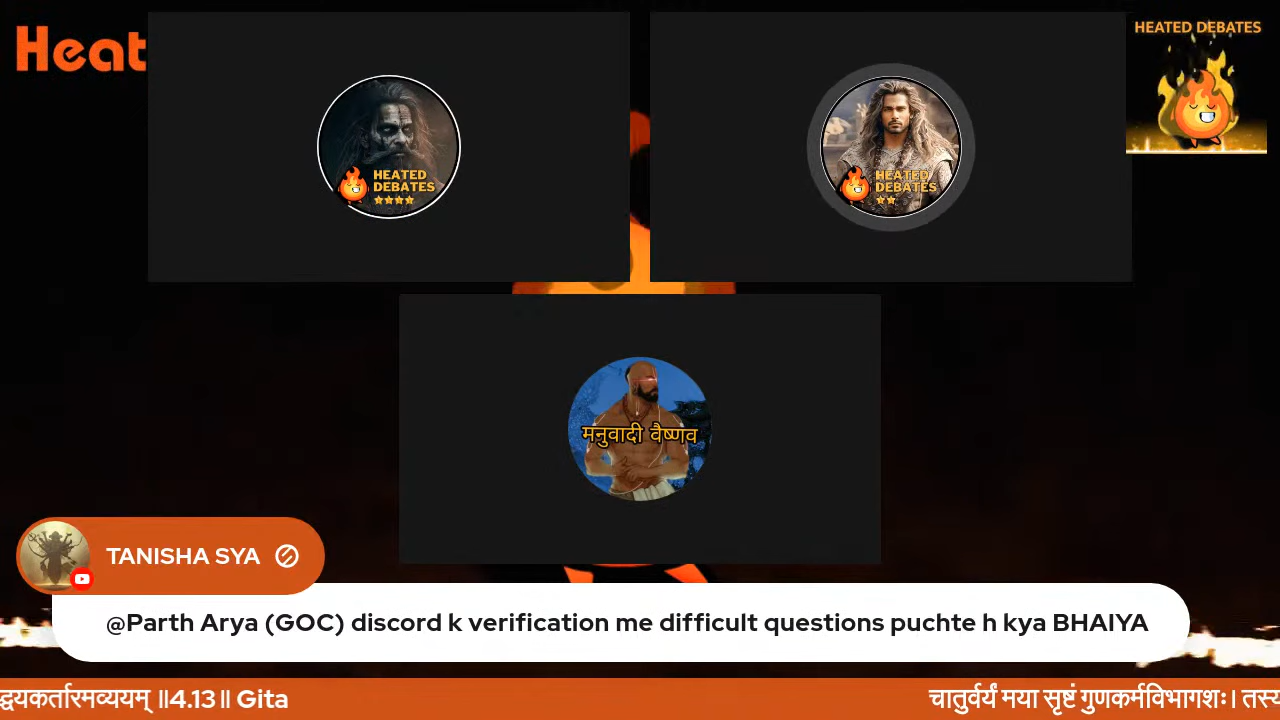 Heat
HEATED DEBATES
HEATED
DEBATES
HEATED
DEBATES
मनुवादी वैष्णव
TANISHA SYA
@Parth Arya (GOC) discord k verification me difficult questions puchte h kya BHAIYA
द्वयकर्तारमव्ययम् ॥4.13॥ Gita
चातुर्वर्यं मया सृष्टं गुणकर्मविभागशः। तस्य